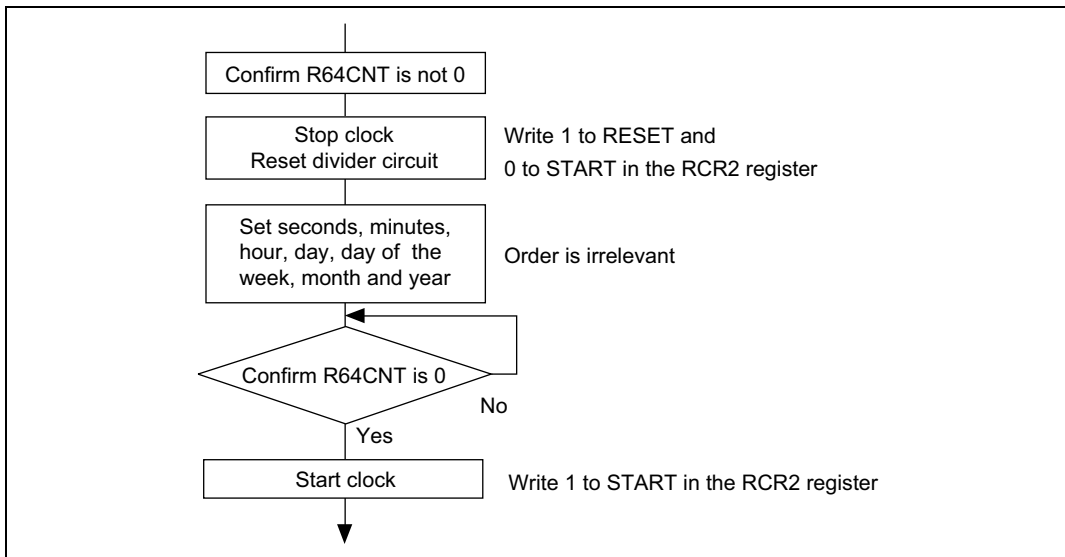 Confirm R64CNT is not 0
Stop clock
Reset divider circuit
Write 1 to RESET and
0 to START in the RCR2 register
Set seconds, minutes,
hour, day, day of the
week, month and year
Order is irrelevant
Confirm R64CNT is 0
No
Yes
Start clock
Write 1 to START in the RCR2 register